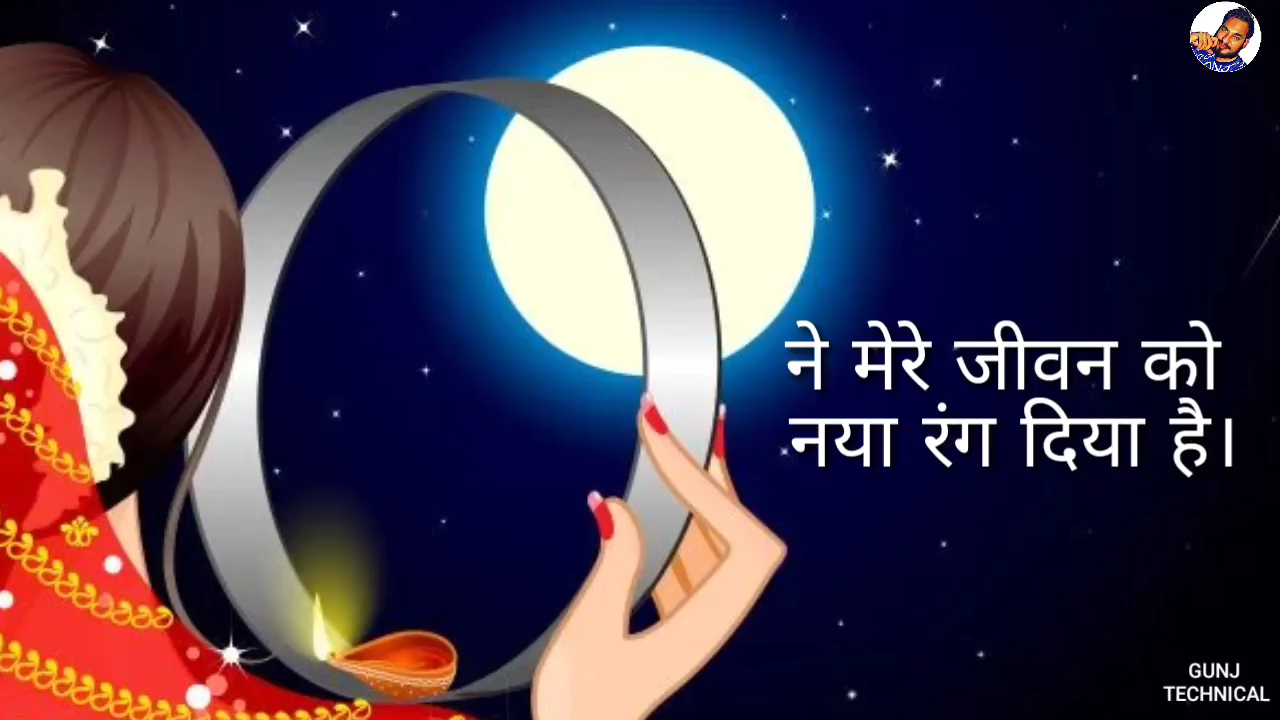 ने मेरे जीवन को
नया रंग दिया है।
GUNJ
TECHNICAL